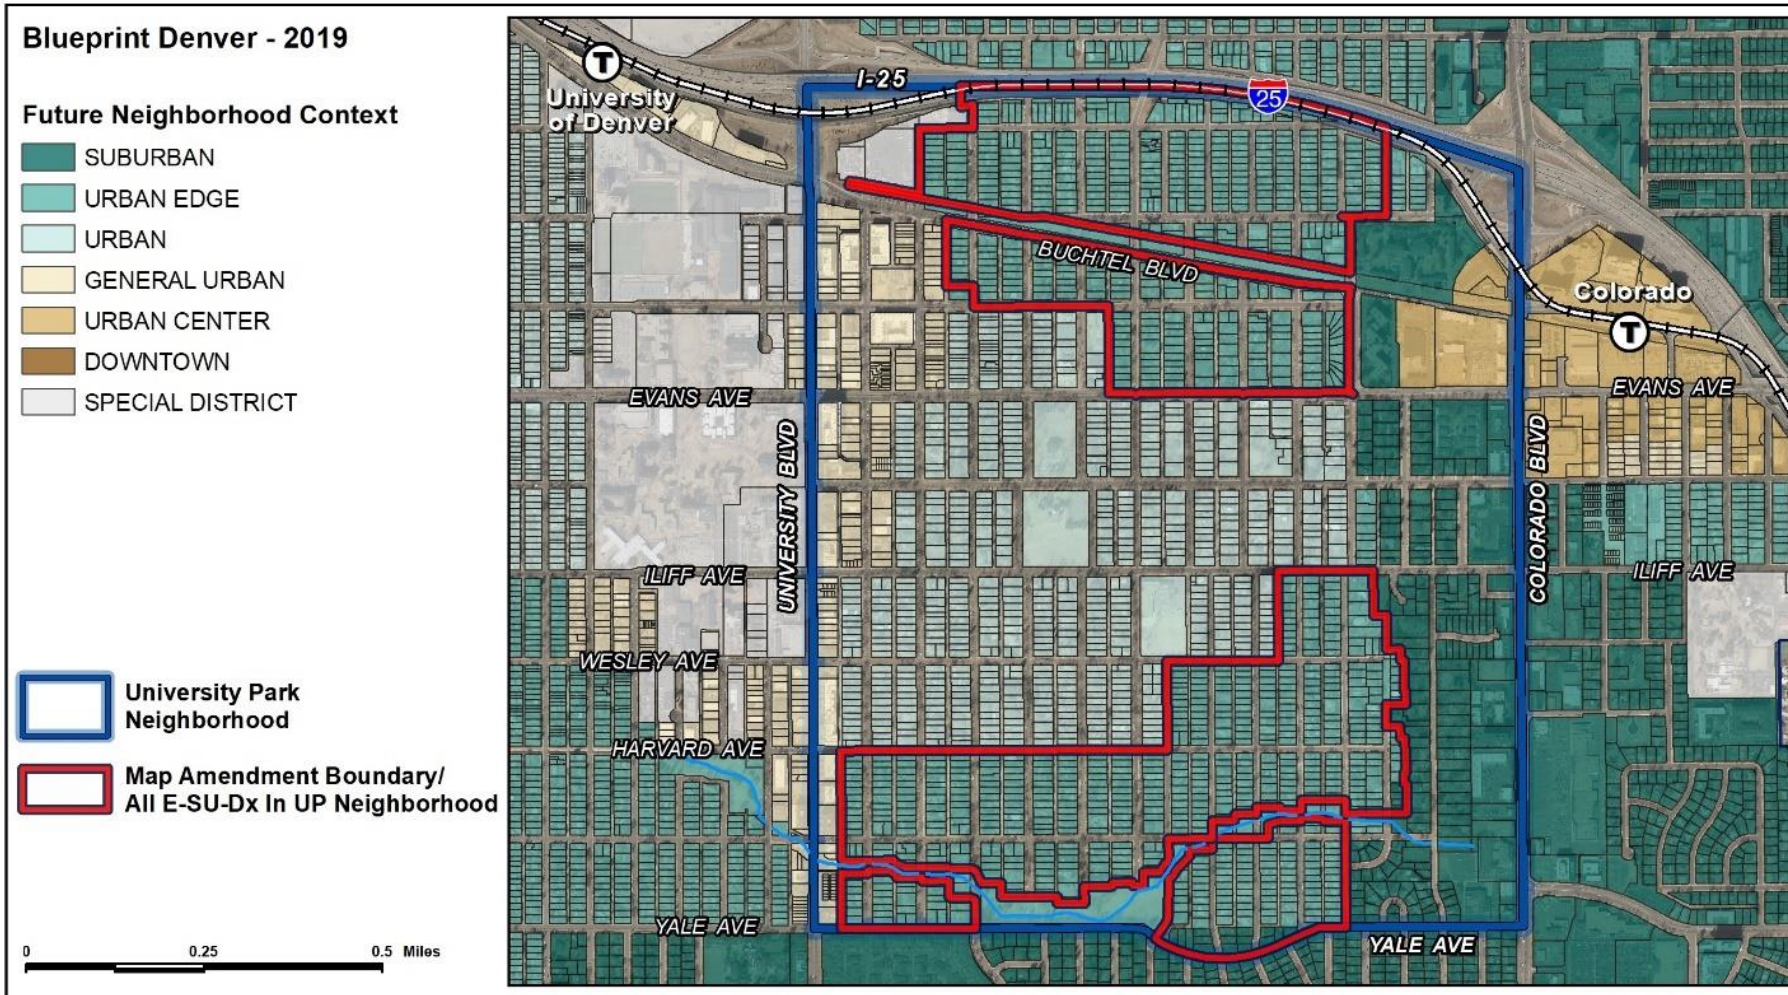 Blueprint Denver - 2019
Future Neighborhood Context
SUBURBAN
URBAN EDGE
URBAN
GENERAL URBAN
URBAN CENTER
DOWNTOWN
SPECIAL DISTRICT
University Park
Neighborhood
Map Amendment Boundary/
All E-SU-Dx In UP Neighborhood
0 0.25 0.5 Miles
T
University
of Denver
I-25
25
BUCHTEL BLVD
Colorado
T
EVANS AVE
EVANS AVE
UNIVERSITY BLVD
COLORADO BLVD
ILIFF AVE
ILIFF AVE
WESLEY AVE
HARVARD AVE
YALE AVE
YALE AVE